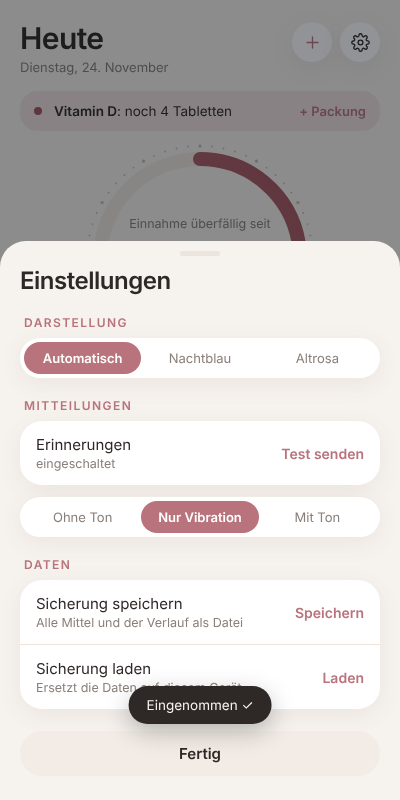 Heute
Dienstag, 24. November
Vitamin D: noch 4 Tabletten
+ Packung
Einnahme überfällig seit
Einstellungen
DARSTELLUNG
Automatisch
Nachtblau
Altrosa
MITTEILUNGEN
Erinnerungen
eingeschaltet
Test senden
Ohne Ton
Nur Vibration
Mit Ton
DATEN
Sicherung speichern
Alle Mittel und der Verlauf als Datei
Speichern
Sicherung laden
Ersetzt die Daten
Laden
Eingenommen ✓
Fertig